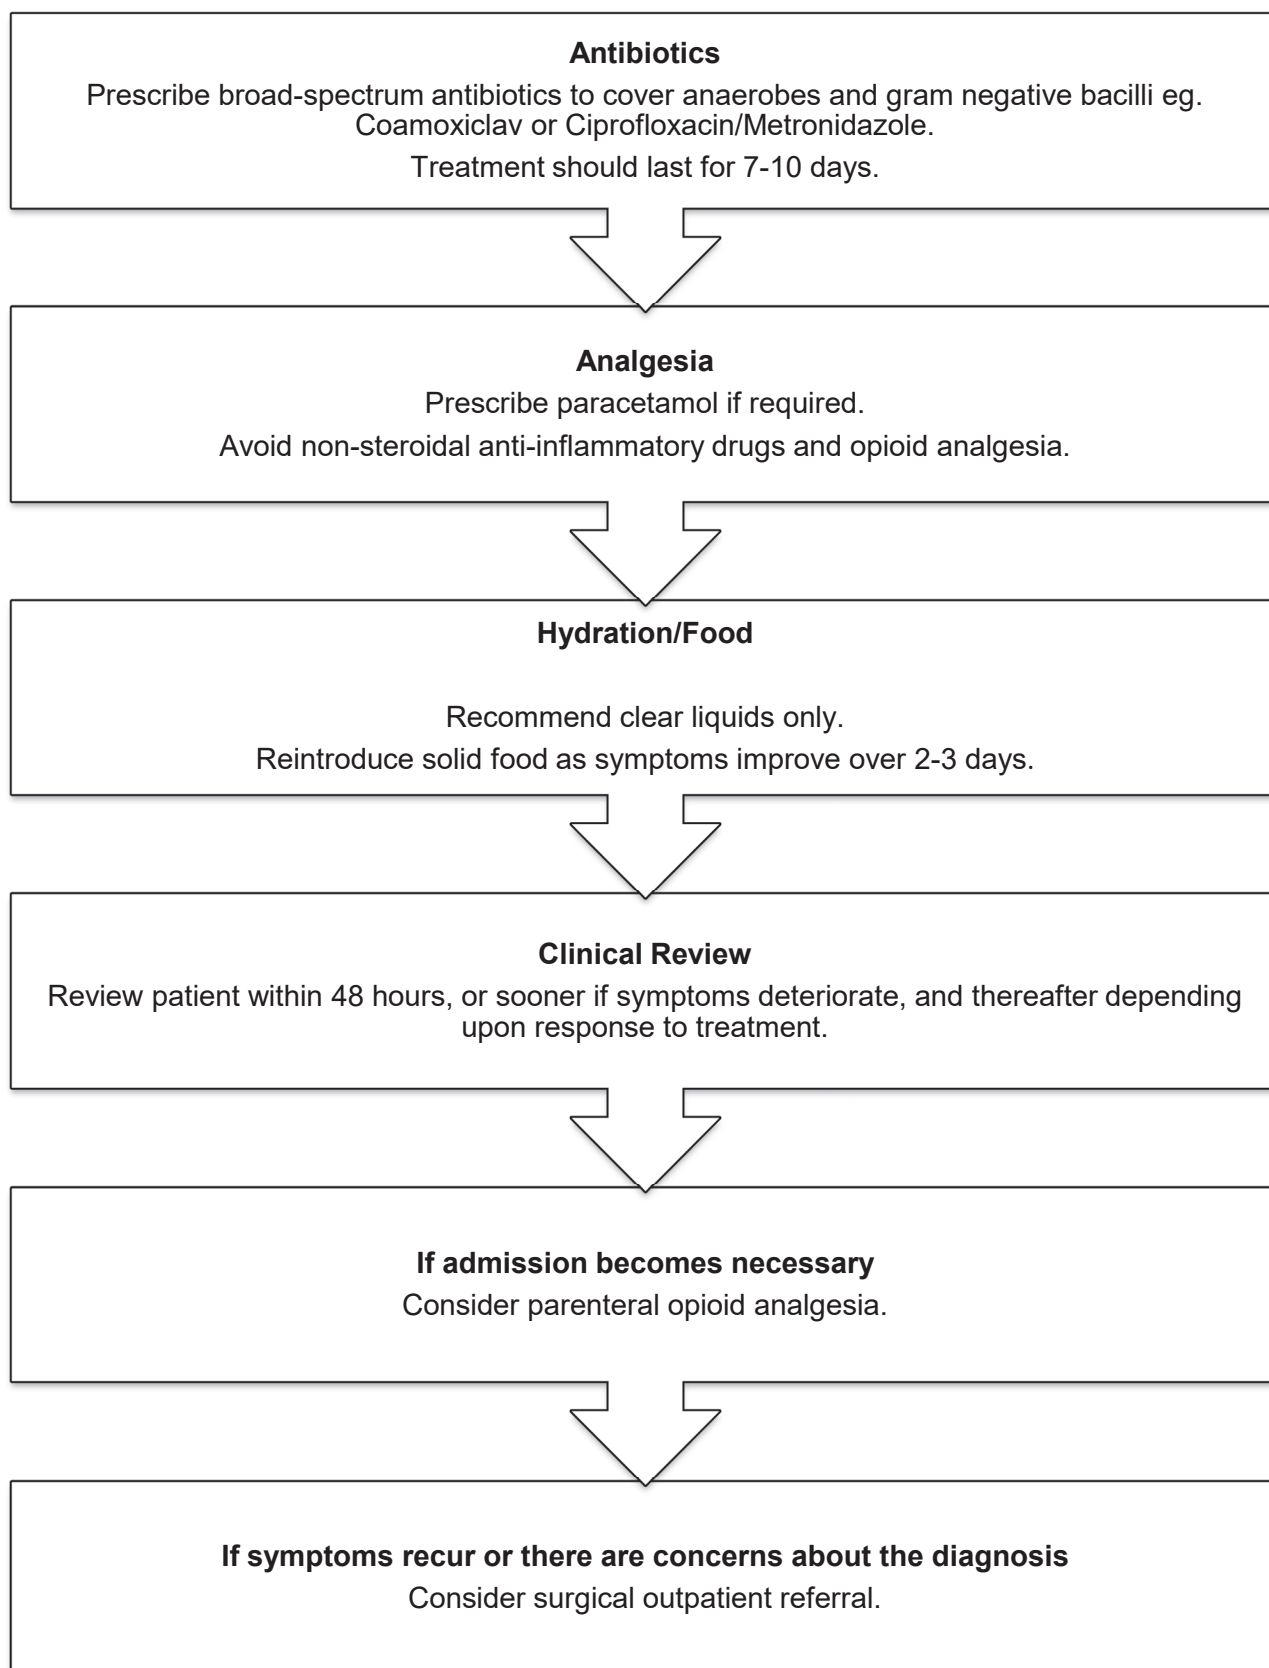 Antibiotics
Prescribe broad-spectrum antibiotics to cover anaerobes and gram negative bacilli eg.
Coamoxiclav or Ciprofloxacin/Metronidazole.
Treatment should last for 7-10 days.
Analgesia
Prescribe paracetamol if required.
Avoid non-steroidal anti-inflammatory drugs and opioid analgesia.
Hydration/Food
Recommend clear liquids only.
Reintroduce solid food as symptoms improve over 2-3 days.
Clinical Review
Review patient within 48 hours, or sooner if symptoms deteriorate, and thereafter depending
upon response to treatment.
If admission becomes necessary
Consider parenteral opioid analgesia.
If symptoms recur or there are concerns about the diagnosis
Consider surgical outpatient referral.